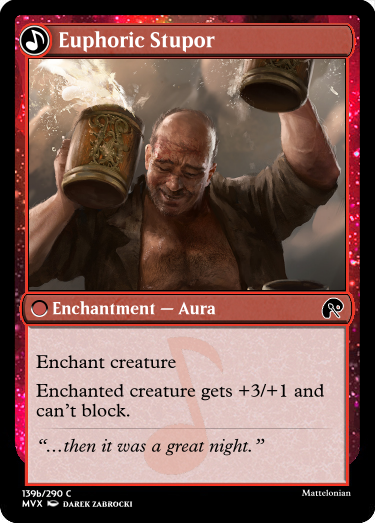 Euphoric Stupor
Enchantment — Aura
Enchant creature
Enchanted creature gets +3/+1 and
can't block.
“…then it was a great night.”
139b/290 C
Mattelonian
MVX DAREK ZABROCKI